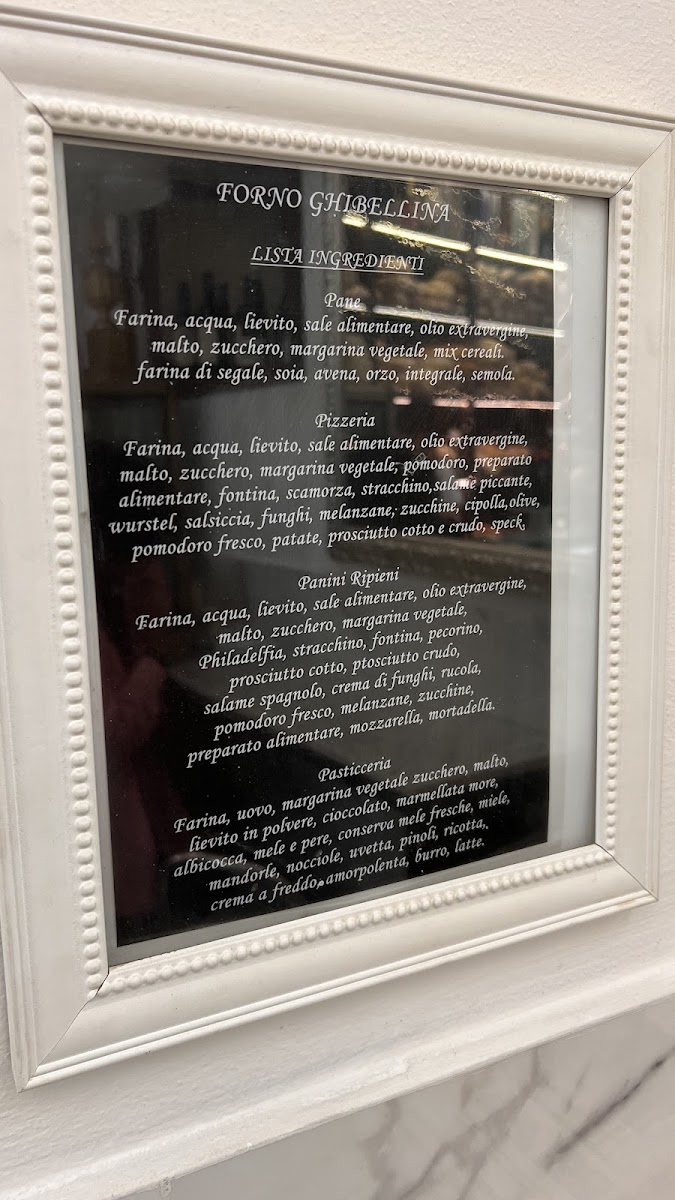 FORNO GHIBELLINA
LISTA INGREDIENTI
Pane
Farina, acqua, lievito, sale alimentare, olio extravergine,
malto, zucchero, margarina vegetale, mix cereali.
farina di segale, soia, avena, orzo, integrale, semola.
Pizzeria
Farina, acqua, lievito, sale alimentare, olio extravergine,
malto, zucchero, margarina vegetale, pomodoro, preparato
alimentare, fontina, scamorza, stracchino,salame piccante,
wurstel, salsiccia, funghi, melanzane, zucchine, cipolla,olive,
pomodoro fresco, patate, prosciutto cotto e crudo, speck,
Panini Ripieni
Farina, acqua, lievito, sale alimentare, olio extravergine,
malto, zucchero, margarina vegetale,
Philadelfia, stracchino, fontina, pecorino,
prosciutto cotto, ptosciutto crudo,
salame spagnolo, crema di funghi, rucola,
pomodoro fresco, melanzane, zucchine,
preparato alimentare, mozzarella, mortadella.
Pasticceria
Farina, uovo, margarina vegetale zucchero, malto,
lievito in polvere, cioccolato, marmellata more,
albicocca, mele e pere, conserva mele fresche, miele,
mandorle, nocciole, uvetta, pinoli, ricotta,
crema a freddo, amorpolenta, burro, latte.